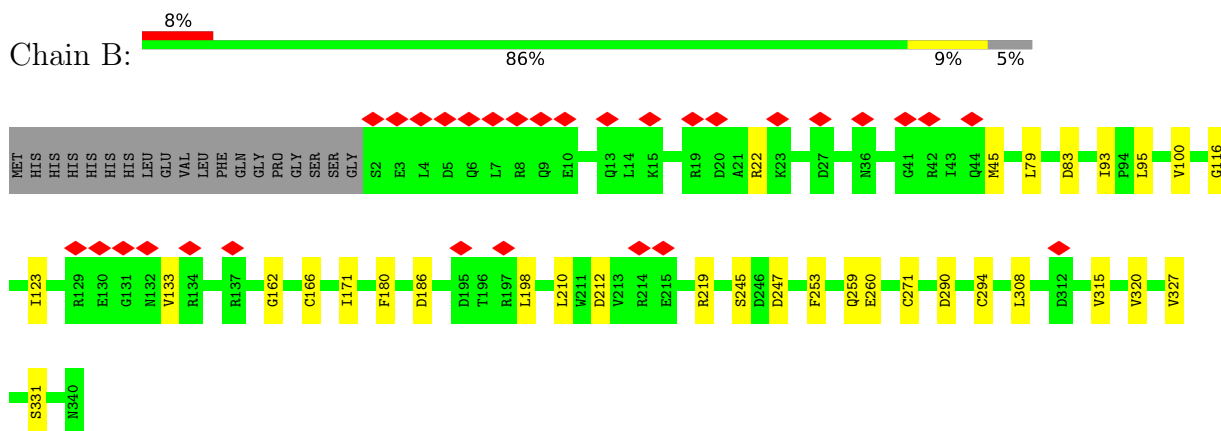 8%
Chain B:
86% 9% 5%
MET HIS HIS HIS HIS HIS HIS LEU GLU VAL LEU PHE GLN GLY PRO GLY SER SER GLY S2 E3 L4 D5 Q6 L7 R8 Q9 E10 Q13 L14 K15 R19 D20 A21 R22 K23 D27 N36 G41 R42 I43 Q44 M45 L79 D83 I93 P94 L95 V100 G116
I123 R129 E130 G131 N132 V133 R134 R137 G162 C166 I171 F180 D186 D195 T196 R197 L198 L210 W211 D212 V213 R214 E215 R219 S245 D246 D247 F253 Q259 E260 C271 D290 C294 L308 D312 V315 V320 V327
S331 N340